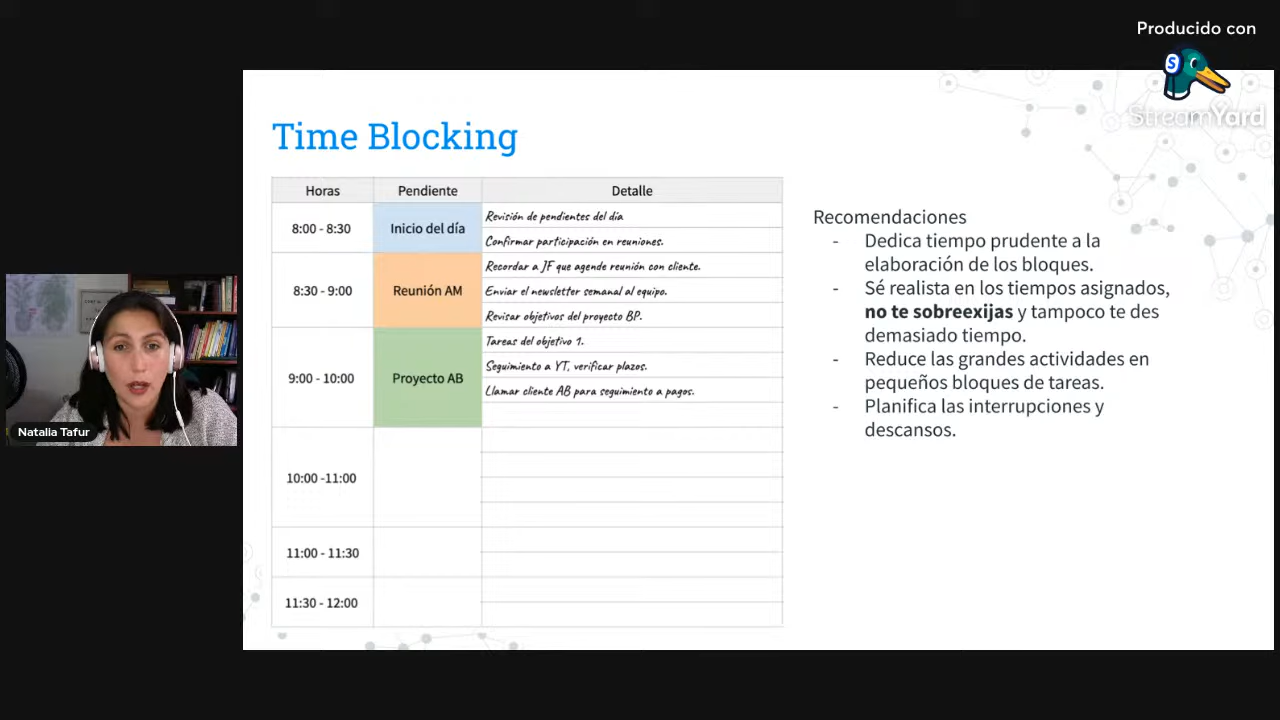 Producido con
StreamYard
Time Blocking
Horas Pendiente Detalle
8:00 - 8:30 Inicio del día
Revisión de pendientes del día
Confirmar participación en reuniones.
8:30 - 9:00 Reunión AM
Recordar a JF que agende reunión con cliente.
Enviar el newsletter semanal al equipo.
Revisar objetivos del proyecto BP.
9:00 - 10:00 Proyecto AB
Tareas del objetivo 1.
Seguimiento a YT, verificar plazos.
Llamar cliente AB para seguimiento a pagos.
10:00 -11:00
11:00 - 11:30
11:30 - 12:00
Recomendaciones
- Dedica tiempo prudente a la
elaboración de los bloques.
- Sé realista en los tiempos asignados,
no te sobreexijas y tampoco te des
demasiado tiempo.
- Reduce las grandes actividades en
pequeños bloques de tareas.
- Planifica las interrupciones y
descansos.
Natalia Tafur